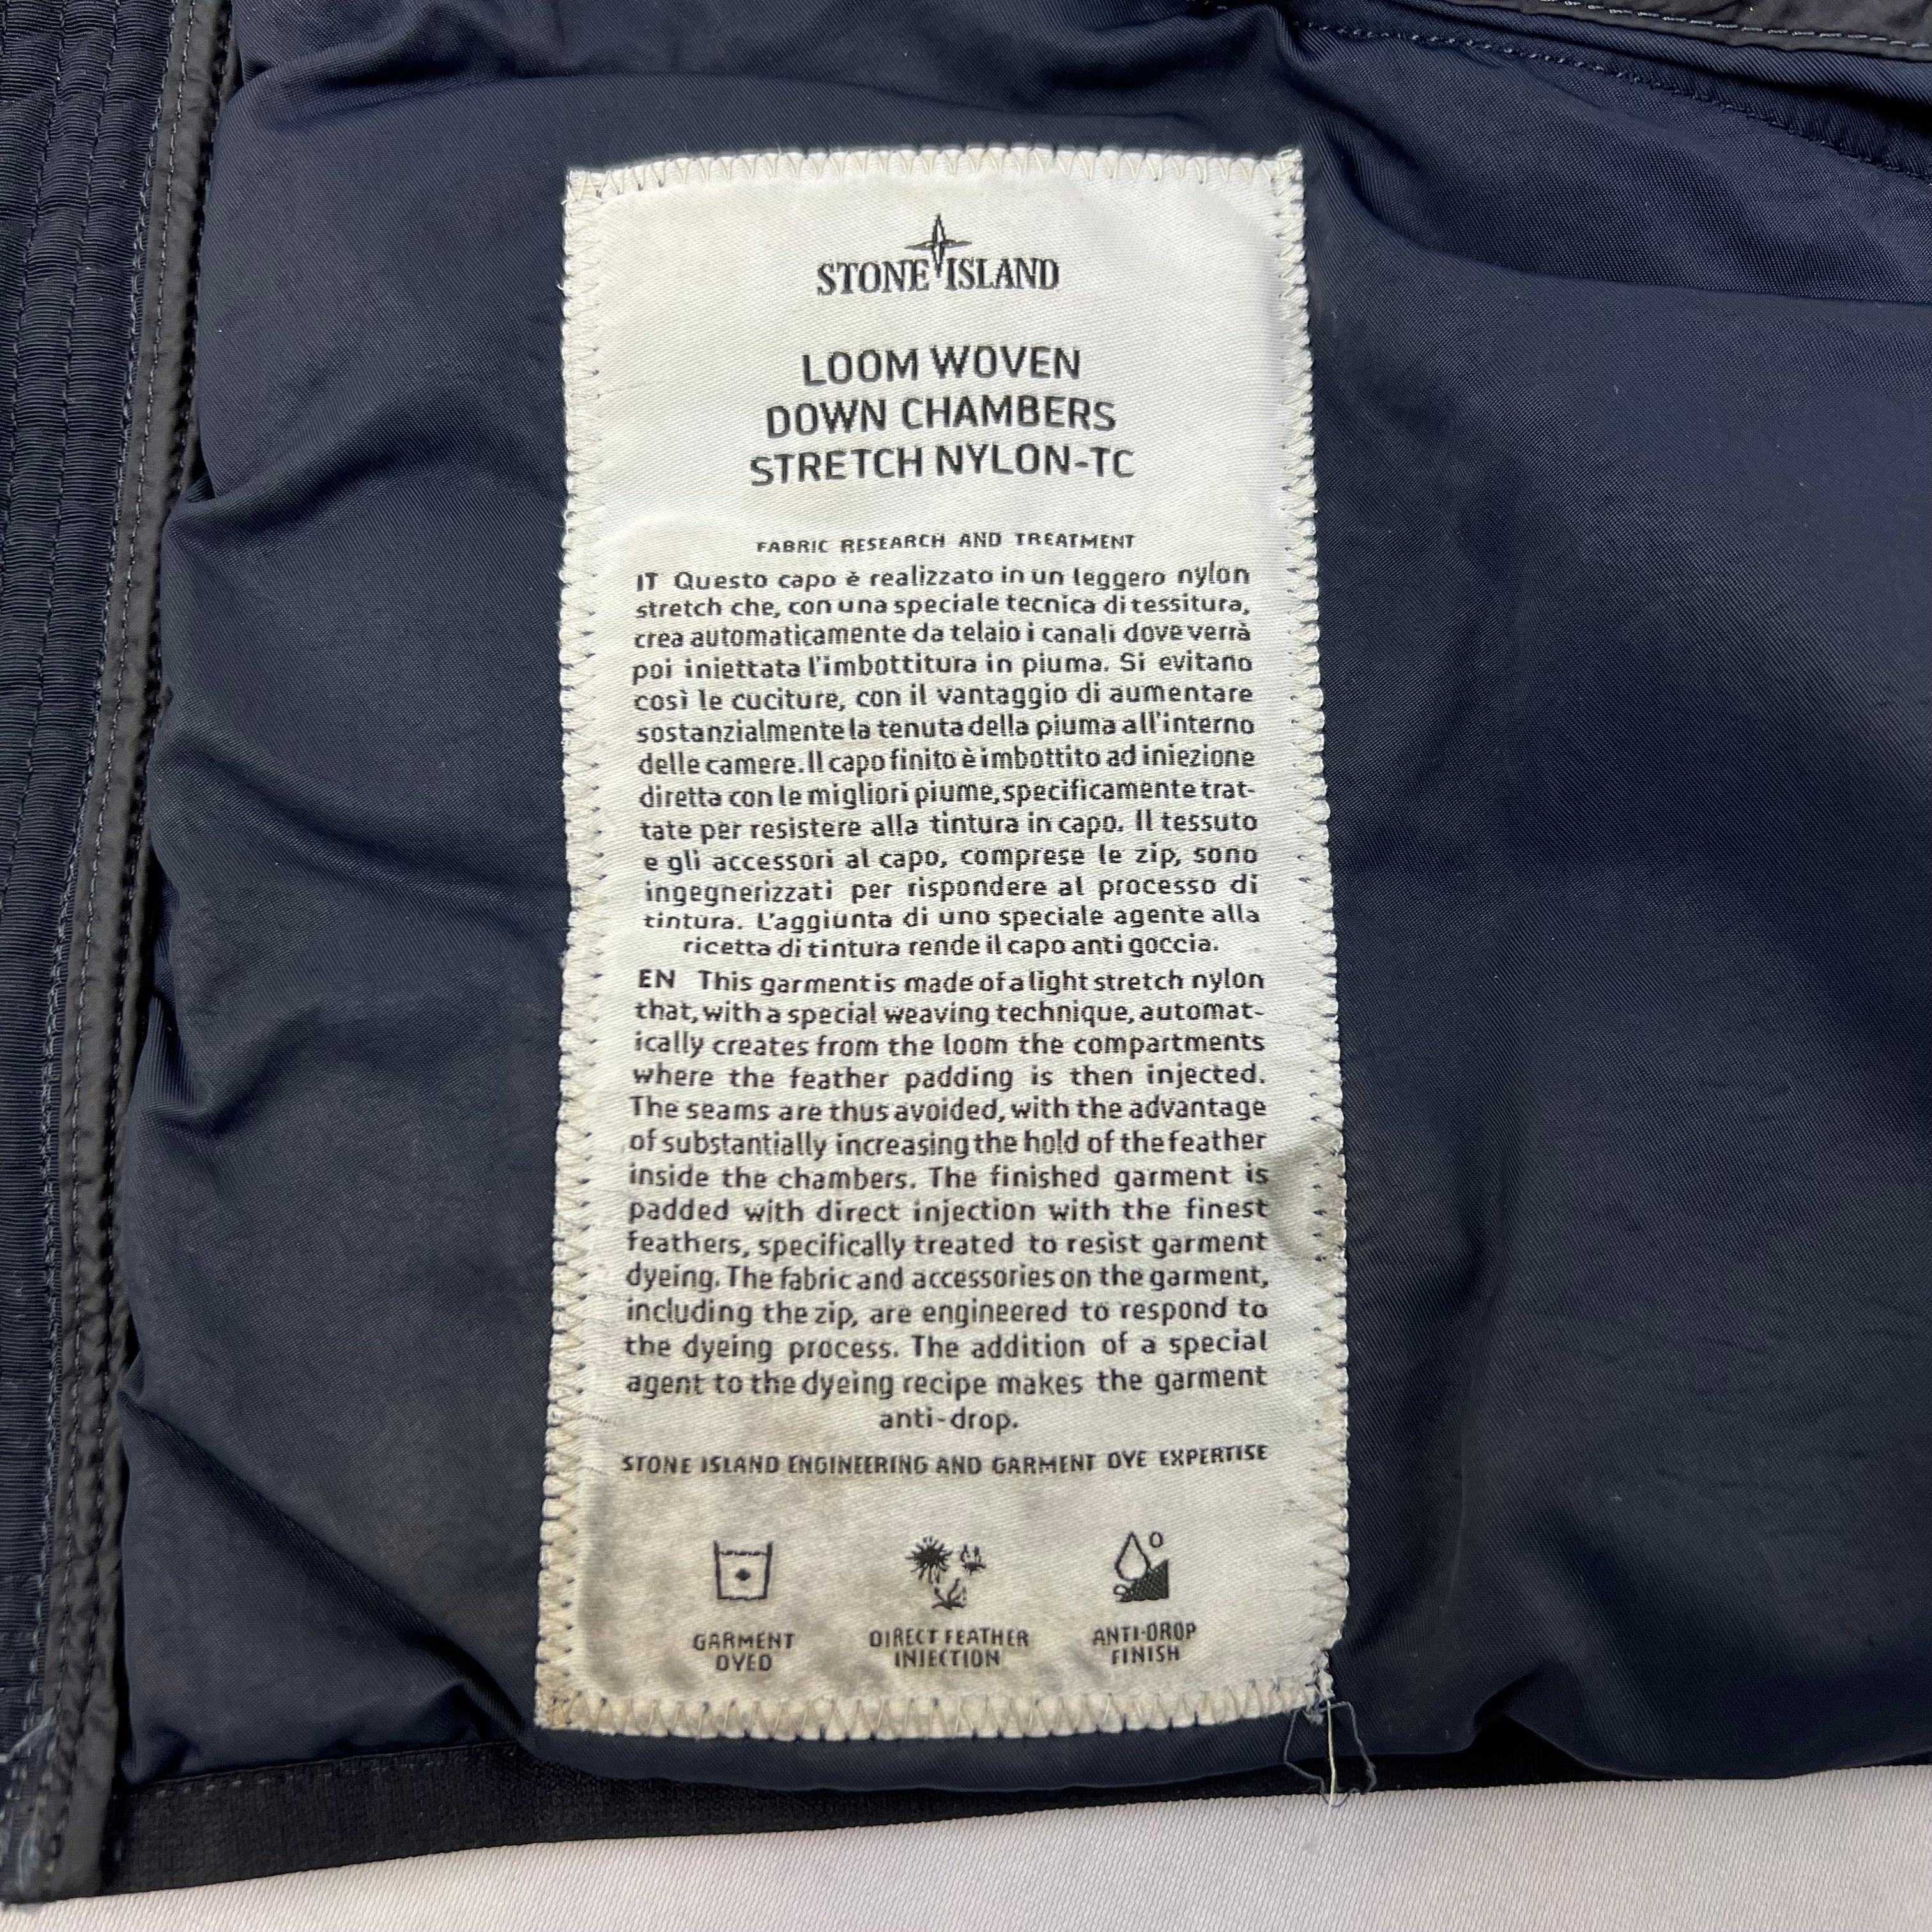 STONE ISLAND
LOOM WOVEN
DOWN CHAMBERS
STRETCH NYLON-TC
FABRIC RESEARCH AND TREATMENT
IT Questo capo è realizzato in un leggero nylon
stretch che, con una speciale tecnica di tessitura,
crea automaticamente da telaio i canali dove verrà
poi iniettata l'imbottitura in piuma. Si evitano
così le cuciture, con il vantaggio di aumentare
sostanzialmente la tenuta della piuma all'interno
delle camere. Il capo finito è imbottito ad iniezione
diretta con le migliori piume, specificamente trat-
tate per resistere alla tintura in capo. Il tessuto
e gli accessori al capo, comprese le zip, sono
ingegnerizzati per rispondere al processo di
tintura. L'aggiunta di uno speciale agente alla
ricetta di tintura rende il capo anti goccia.
EN This garment is made of a light stretch nylon
that, with a special weaving technique, automat-
ically creates from the loom the compartments
where the feather padding is then injected.
The seams are thus avoided, with the advantage
of substantially increasing the hold of the feather
inside the chambers. The finished garment is
padded with direct injection with the finest
feathers, specifically treated to resist garment
dyeing. The fabric and accessories on the garment,
including the zip, are engineered to respond to
the dyeing process. The addition of a special
agent to the dyeing recipe makes the garment
anti-drop.
STONE ISLAND ENGINEERING AND GARMENT DYE EXPERTISE
GARMENT DYED
DIRECT FEATHER INJECTION
ANTI-DROP FINISH